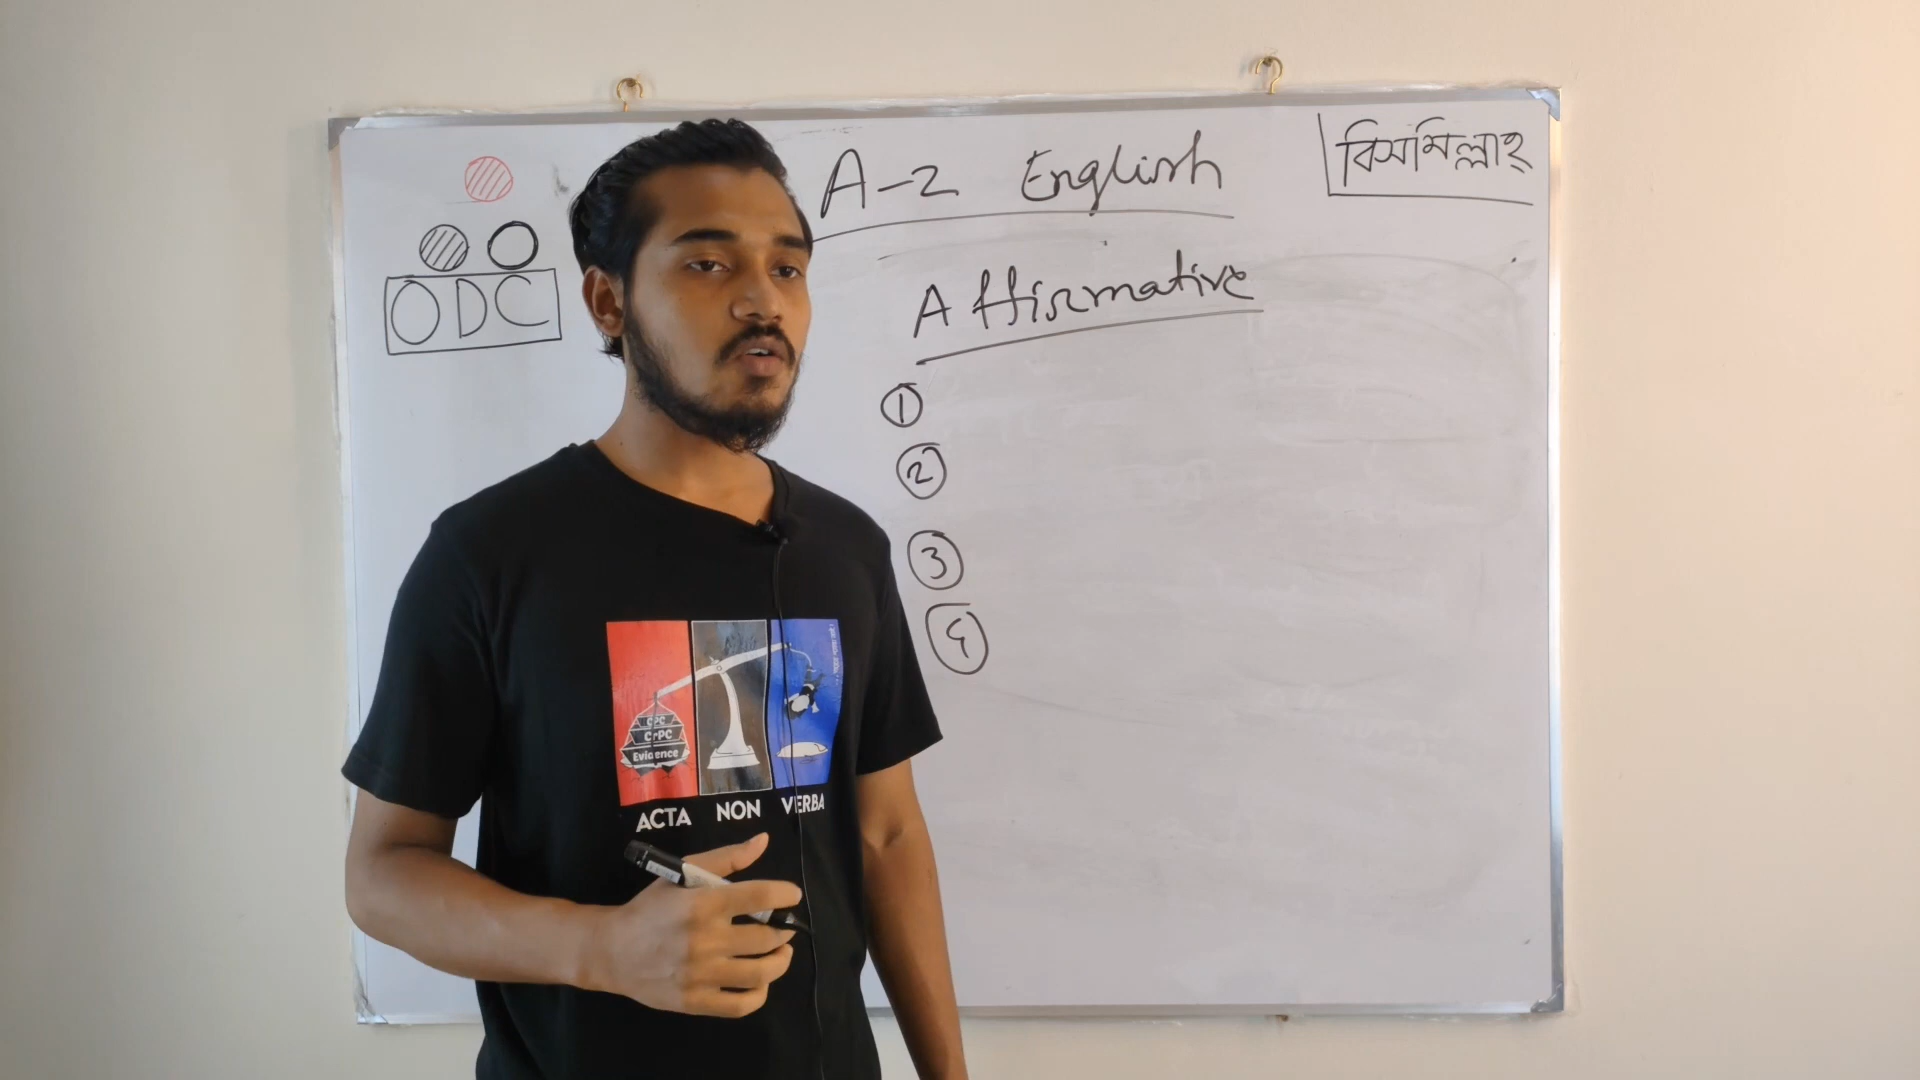 A-Z English
বিসমিল্লাহ্
ODC
Affirmative
1
2
3
4
CPC
CrPC
Evidence
ACTA NON VERBA